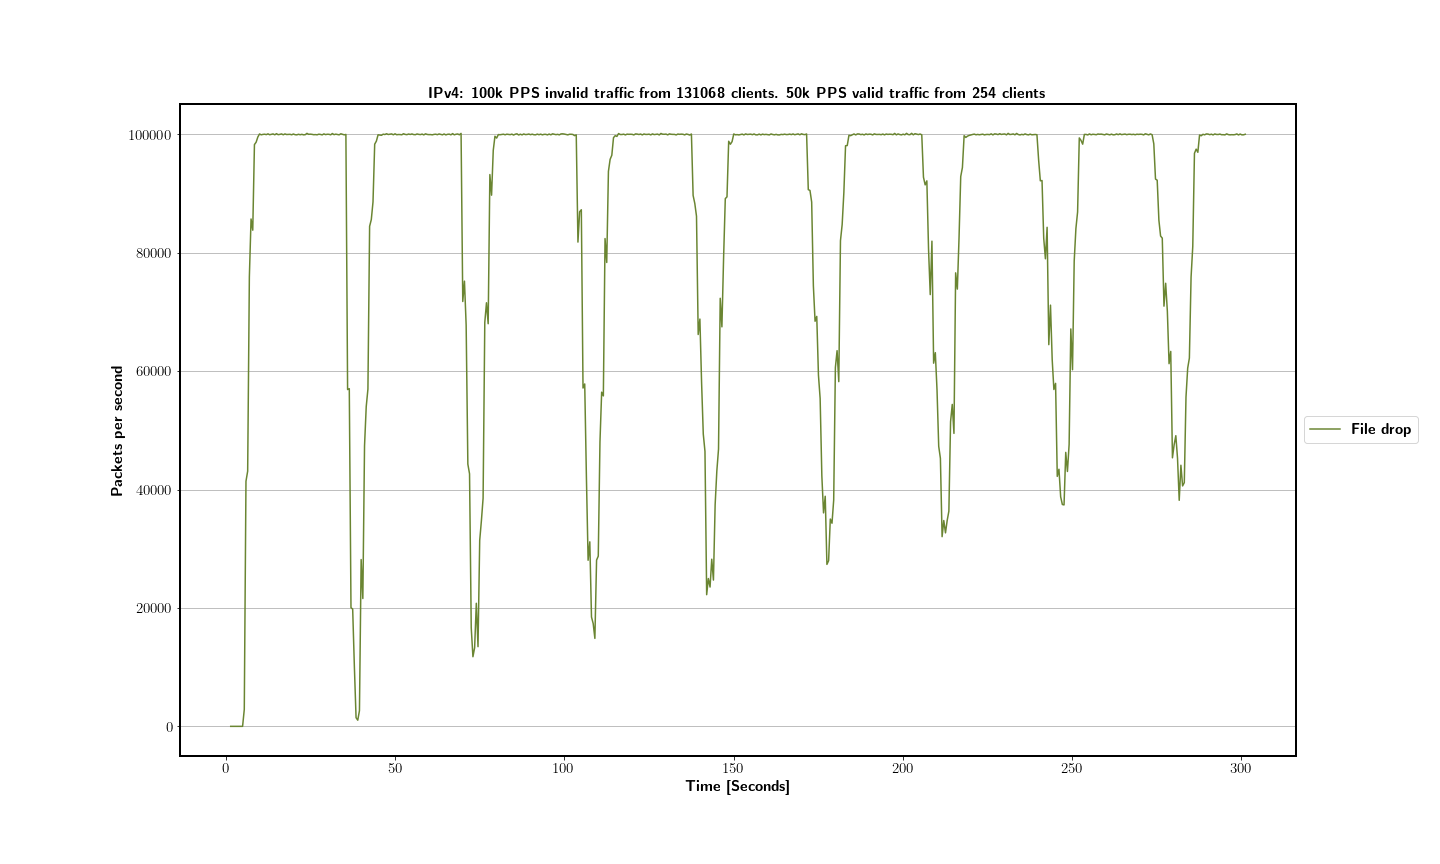 IPv4: 100k PPS invalid traffic from 131068 clients. 50k PPS valid traffic from 254 clients
100000
80000
60000
40000
20000
0
Packets per second
File drop
0 50 100 150 200 250 300
Time [Seconds]